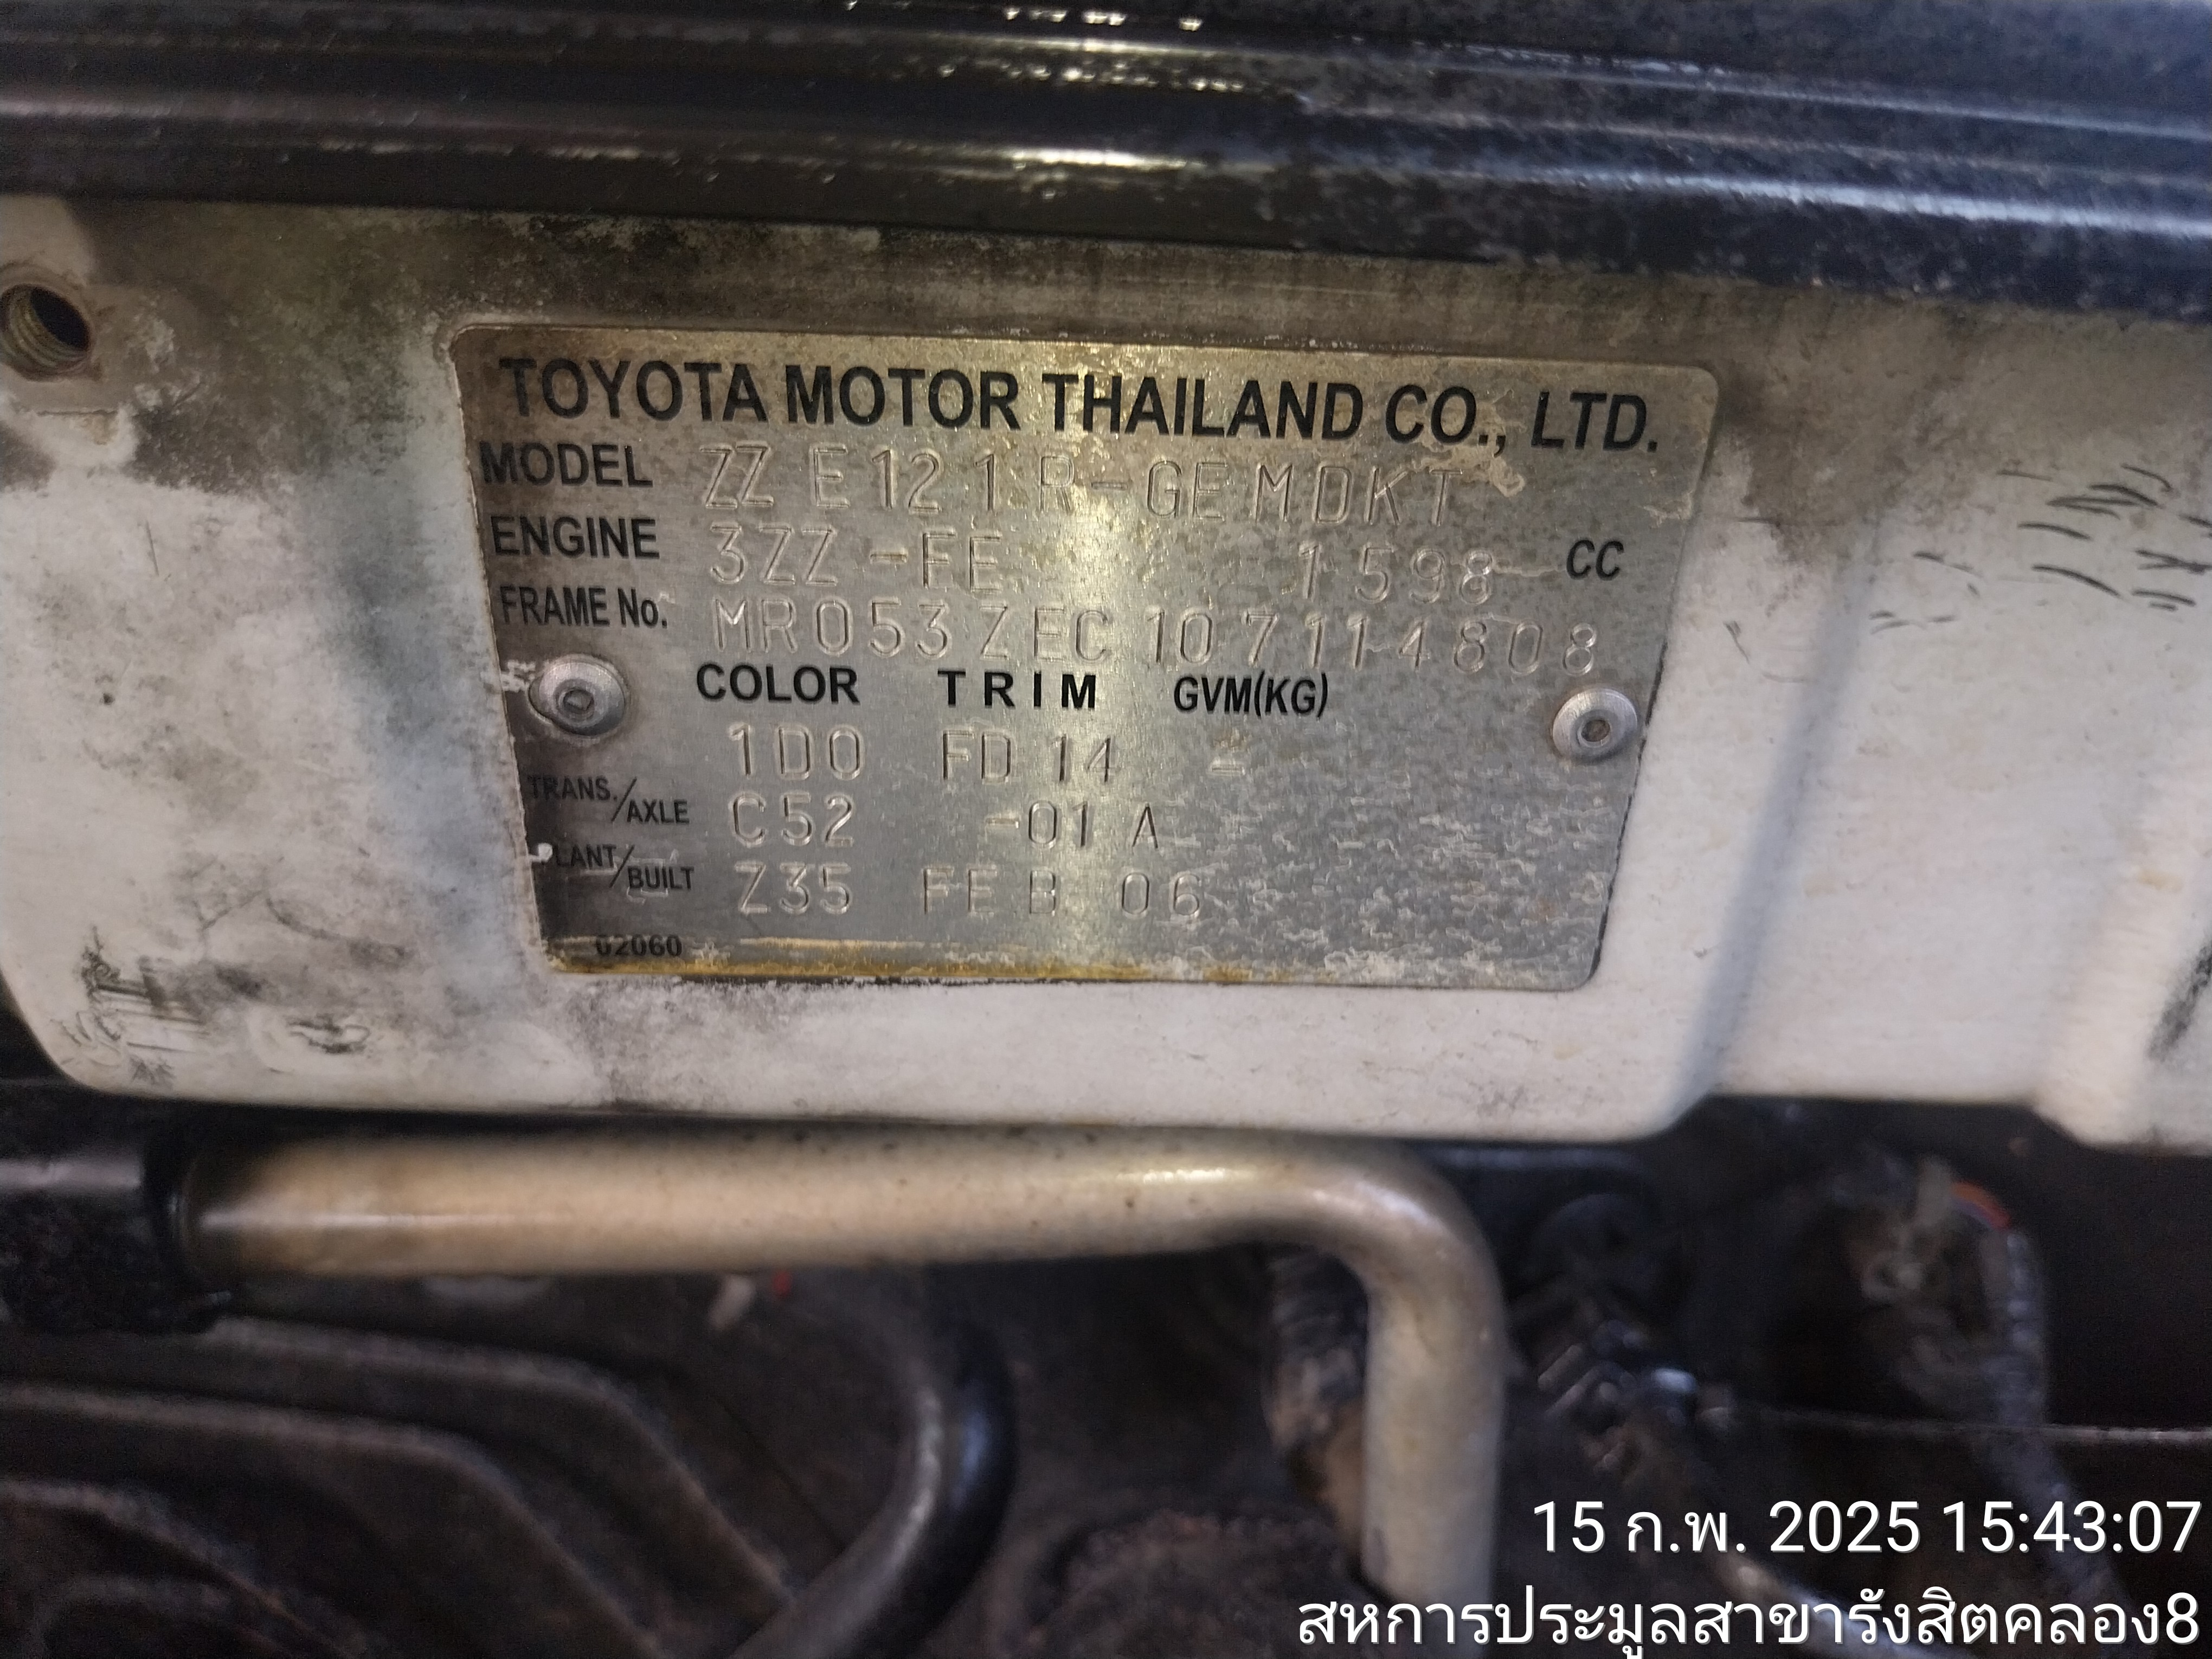 TOYOTA MOTOR THAILAND CO., LTD.
MODEL ZZE121R-GEMDKT
ENGINE 3ZZ-FE 1598 CC
FRAME No. MR053ZEC107114808
COLOR TRIM GVM(KG)
1D0 FD14
TRANS./AXLE C52 -01A
PLANT/BUILT Z35 FEB 06
62060
15 ก.พ. 2025 15:43:07
สหการประมูลสาขารังสิตคลอง8